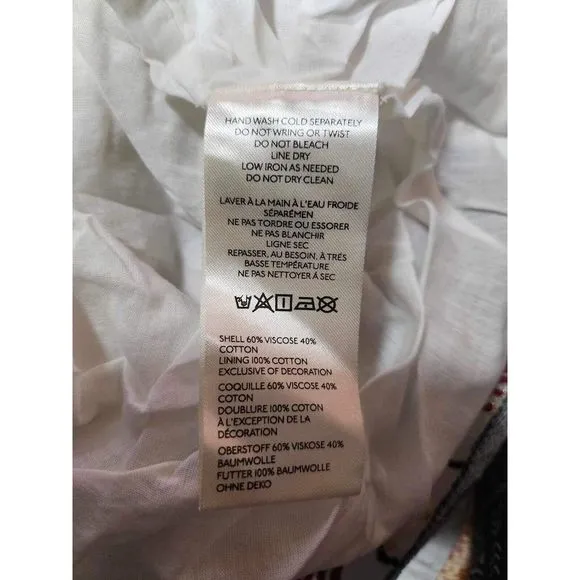 HAND WASH COLD SEPARATELY
DO NOT WRING OR TWIST
DO NOT BLEACH
LINE DRY
LOW IRON AS NEEDED
DO NOT DRY CLEAN
LAVER À LA MAIN À L'EAU FROIDE
SÉPARÉMEN
NE PAS TORDRE OU ESSORER
NE PAS BLANCHIR
LIGNE SEC
REPASSER, AU BESOIN, À TRÉS
BASSE TEMPÉRATURE
NE PAS NETTOYER À SEC
SHELL 60% VISCOSE 40%
COTTON
LINING 100% COTTON
EXCLUSIVE OF DECORATION
COQUILLE 60% VISCOSE 40%
COTON
DOUBLURE 100% COTON
À L'EXCEPTION DE LA
DÉCORATION
OBERSTOFF 60% VISKOSE 40%
BAUMWOLLE
FUTTER 100% BAUMWOLLE
OHNE DEKO